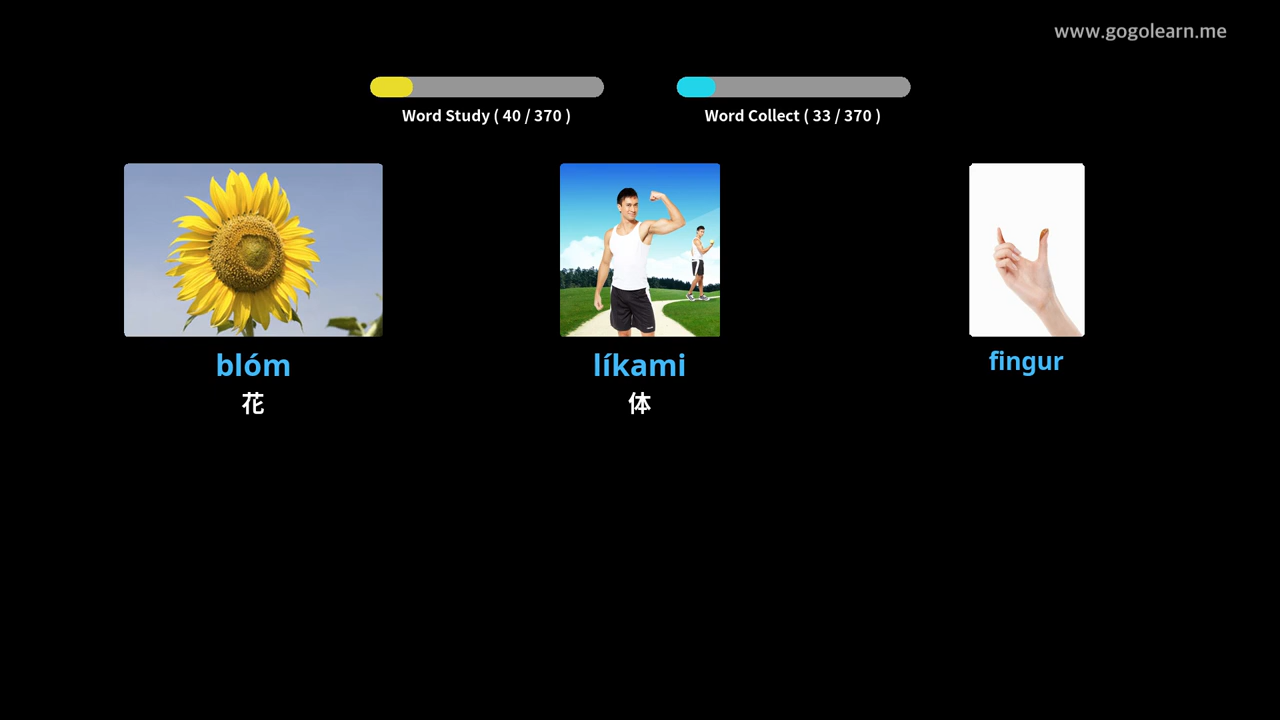 www.gogolearn.me
Word Study ( 40 / 370 )
Word Collect ( 33 / 370 )
blóm
花
líkami
体
fingur